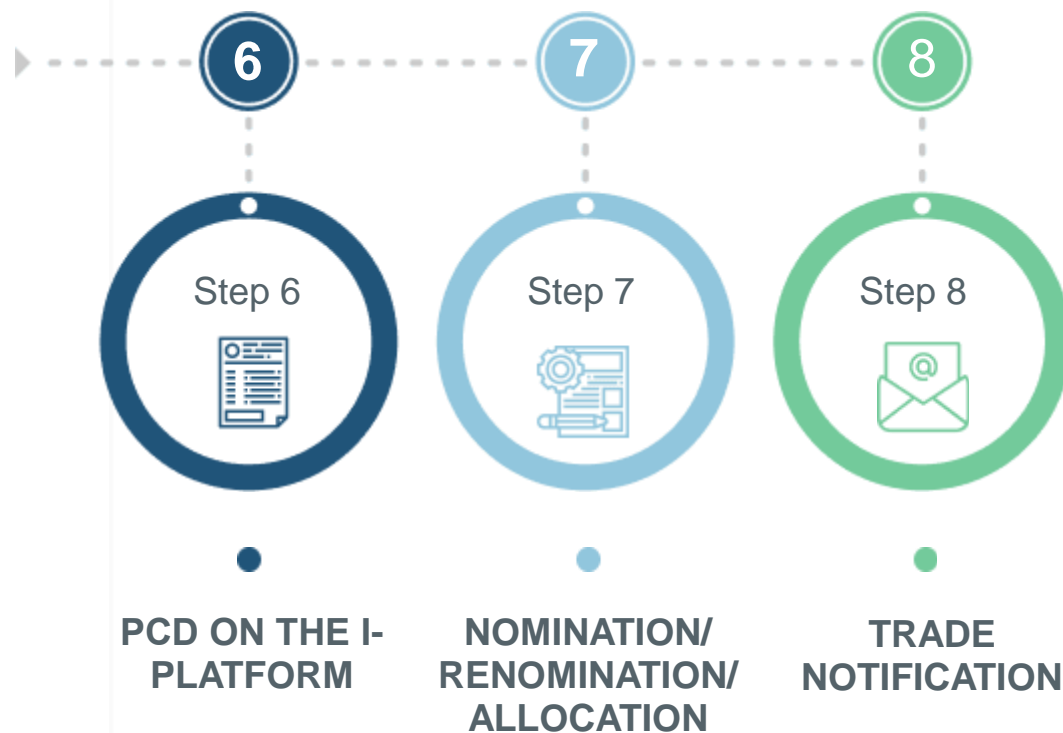 6
7
8
Step 6
Step 7
Step 8
@
PCD ON THE I-
PLATFORM
NOMINATION/
RENOMINATION/
ALLOCATION
TRADE
NOTIFICATION